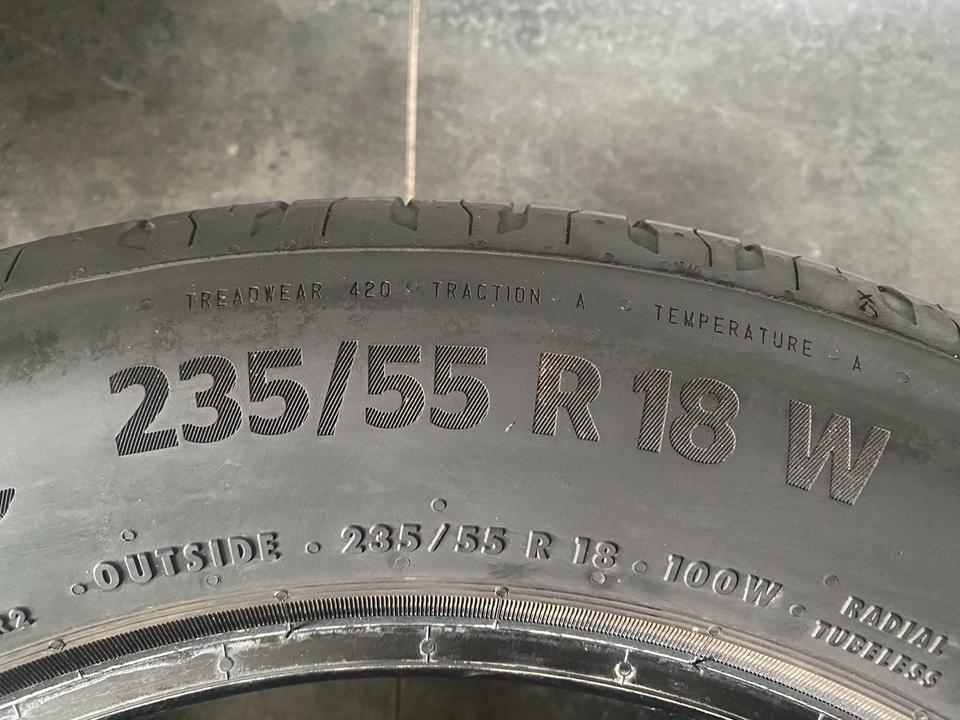 TREADWEAR 420 TRACTION A TEMPERATURE A
235/55 R 18 W
OUTSIDE · 235/55 R 18 · 100W
RADIAL
TUBELESS